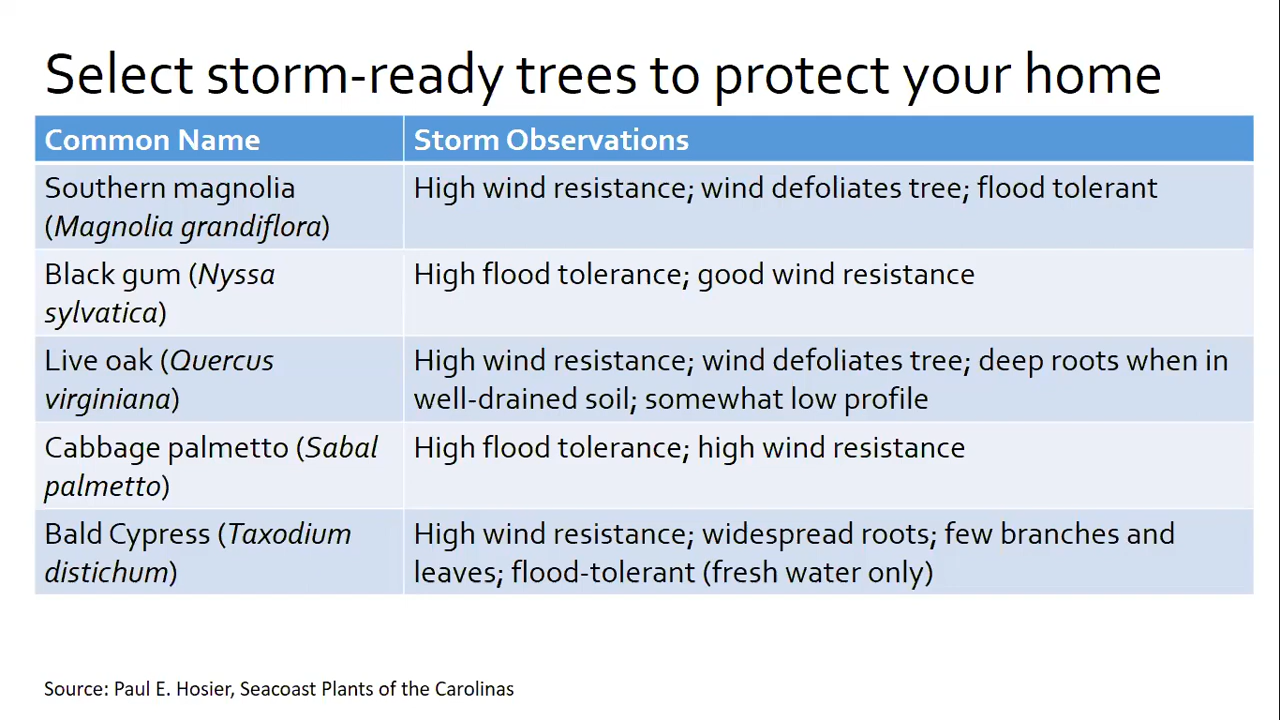 Select storm-ready trees to protect your home
Common Name
Storm Observations
Southern magnolia
(Magnolia grandiflora)
High wind resistance; wind defoliates tree; flood tolerant
Black gum (Nyssa
sylvatica)
High flood tolerance; good wind resistance
Live oak (Quercus
virginiana)
High wind resistance; wind defoliates tree; deep roots when in
well-drained soil; somewhat low profile
Cabbage palmetto (Sabal
palmetto)
High flood tolerance; high wind resistance
Bald Cypress (Taxodium
distichum)
High wind resistance; widespread roots; few branches and
leaves; flood-tolerant (fresh water only)
Source: Paul E. Hosier, Seacoast Plants of the Carolinas